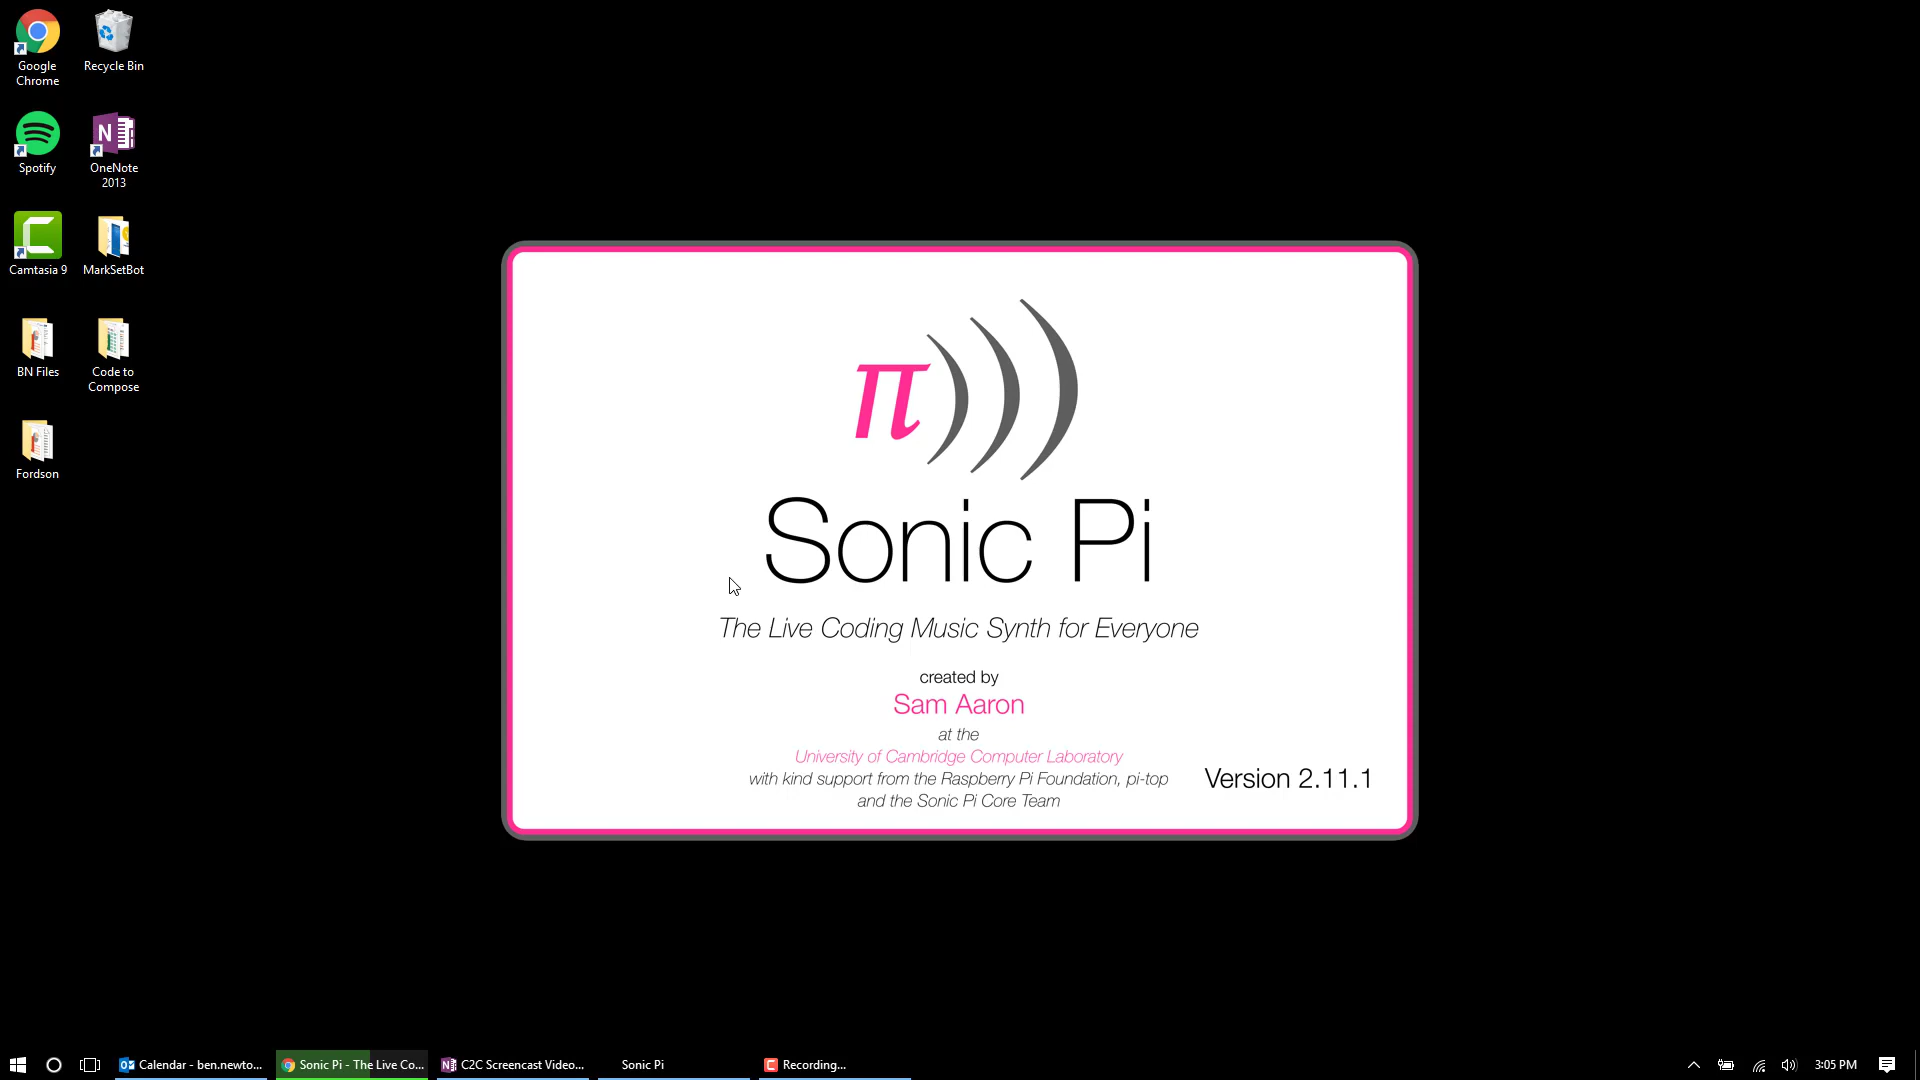 Google
Chrome
Recycle Bin
Spotify
OneNote
2013
Camtasia 9
MarkSetBot
BN Files
Code to
Compose
Fordson
π
Sonic Pi
The Live Coding Music Synth for Everyone
created by
Sam Aaron
at the
University of Cambridge Computer Laboratory
with kind support from the Raspberry Pi Foundation, pi-top
and the Sonic Pi Core Team
Version 2.11.1
Calendar - ben.newto...
Sonic Pi - The Live Co...
C2C Screencast Video...
Sonic Pi
Recording...
3:05 PM